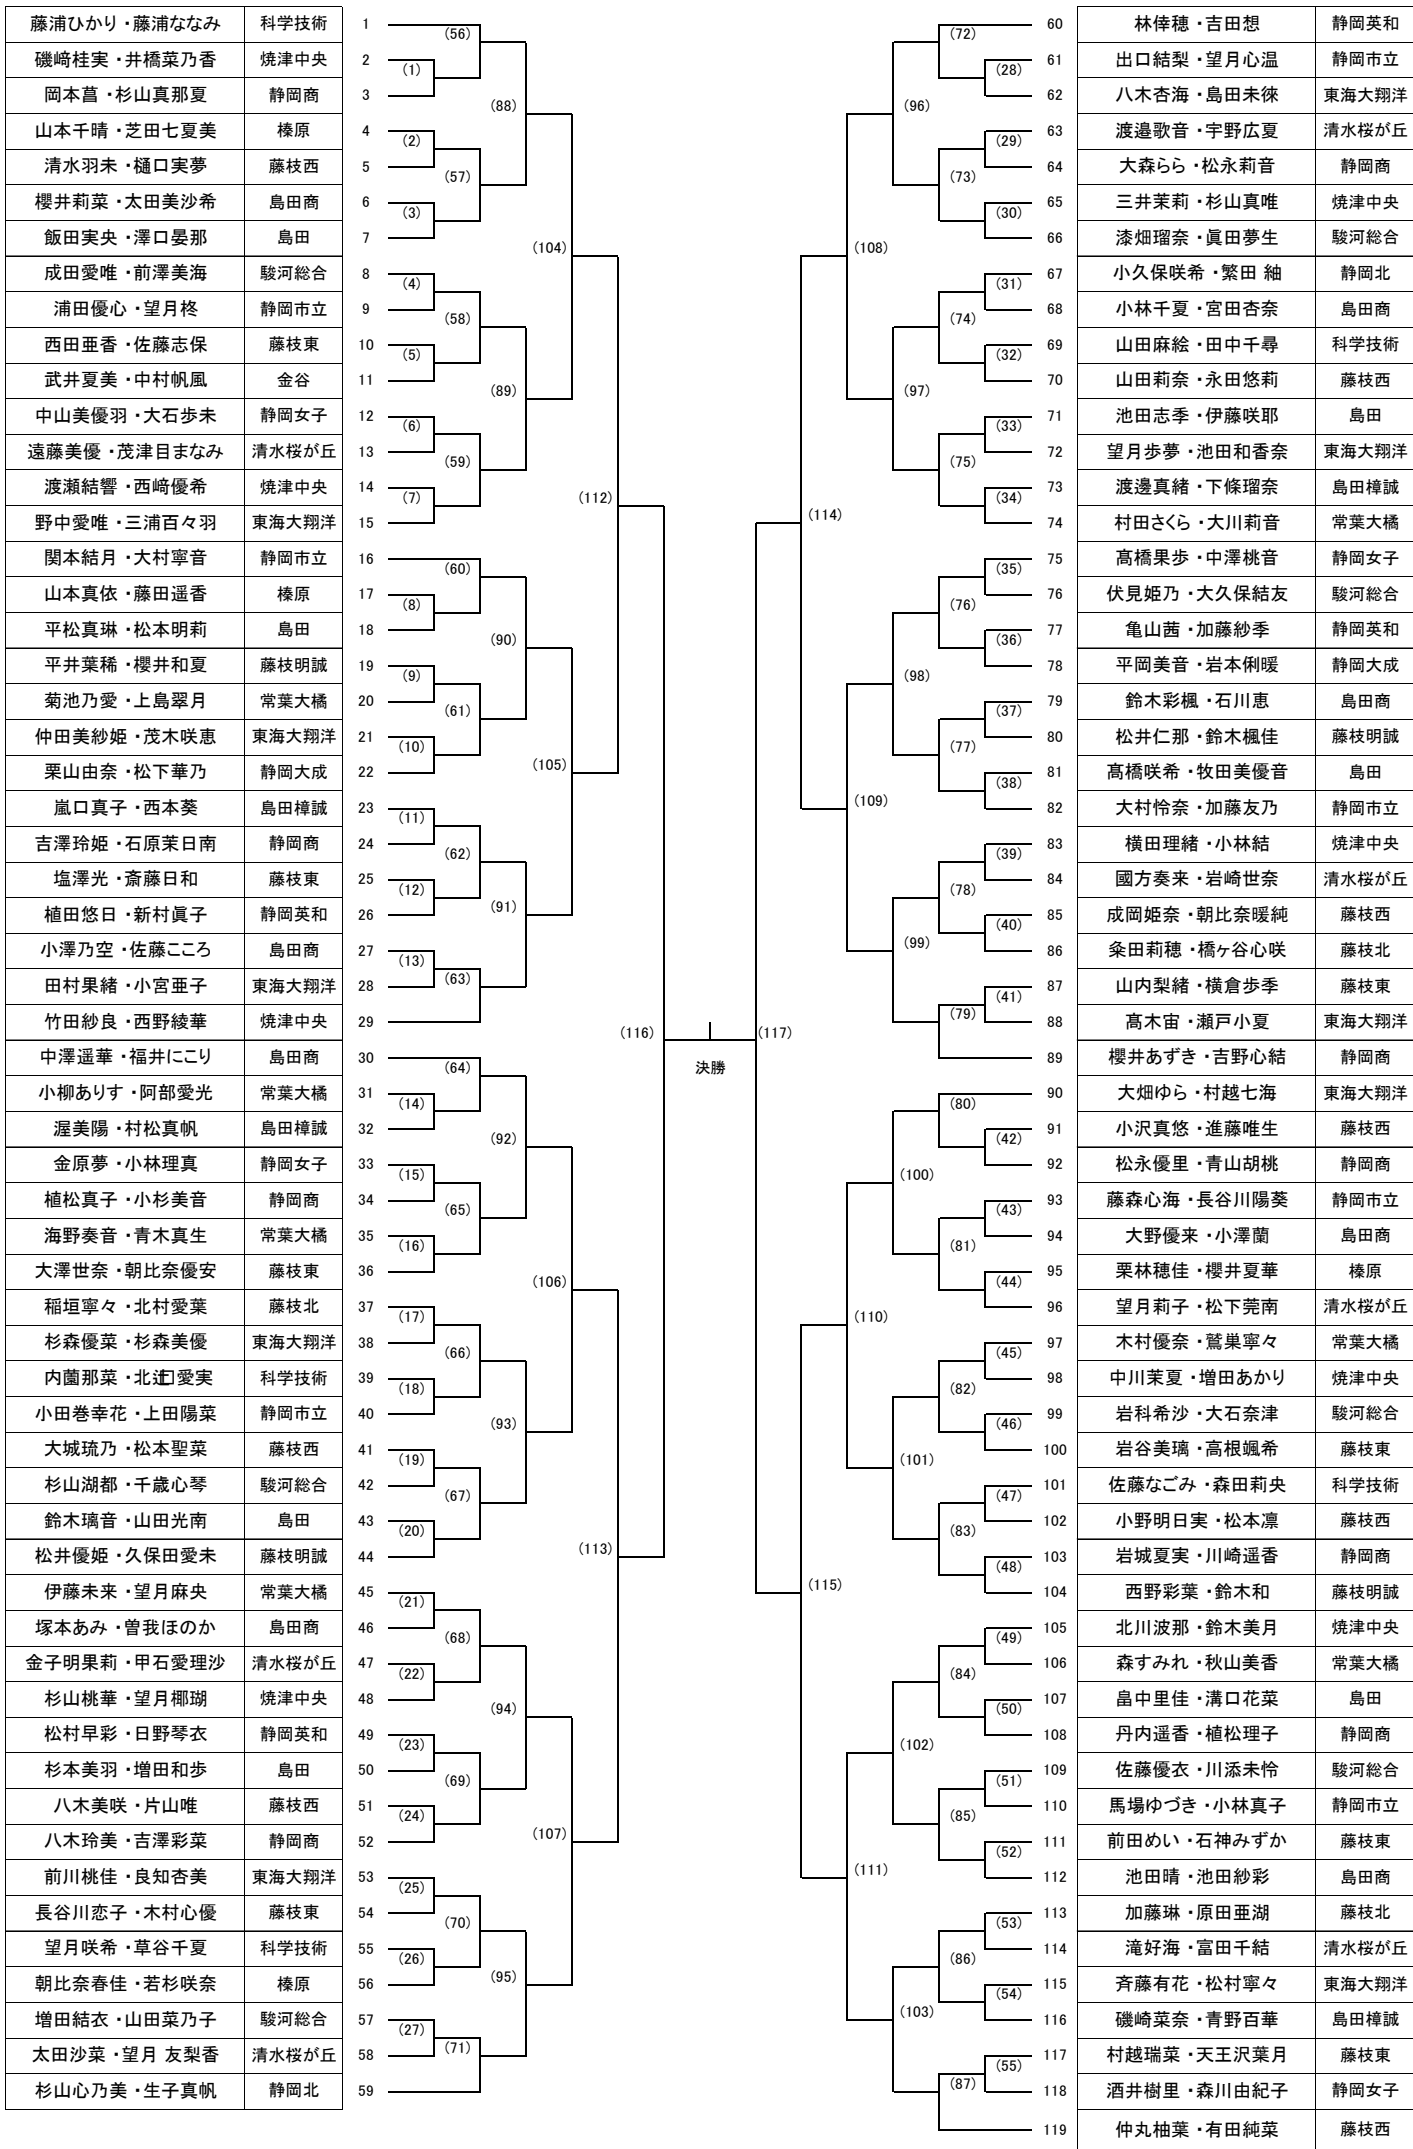 藤浦ひかり・藤浦ななみ 科学技術 1
磯﨑桂実・井橋菜乃香 焼津中央 2
岡本菖・杉山真那夏 静岡商 3
山本千晴・芝田七夏美 榛原 4
清水羽未・樋口実夢 藤枝西 5
櫻井莉菜・太田美沙希 島田商 6
飯田実央・澤口晏那 島田 7
成田愛唯・前澤美海 駿河総合 8
浦田優心・望月柊 静岡市立 9
西田亜香・佐藤志保 藤枝東 10
武井夏美・中村帆風 金谷 11
中山美優羽・大石歩未 静岡女子 12
遠藤美優・茂津目まなみ 清水桜が丘 13
渡瀬結響・西﨑優希 焼津中央 14
野中愛唯・三浦百々羽 東海大翔洋 15
関本結月・大村寧音 静岡市立 16
山本真依・藤田遥香 榛原 17
平松真琳・松本明莉 島田 18
平井葉稀・櫻井和夏 藤枝明誠 19
菊池乃愛・上島翠月 常葉大橘 20
仲田美紗姫・茂木咲恵 東海大翔洋 21
栗山由奈・松下華乃 静岡大成 22
嵐口真子・西本葵 島田樟誠 23
吉澤玲姫・石原茉日南 静岡商 24
塩澤光・斎藤日和 藤枝東 25
植田悠日・新村眞子 静岡英和 26
小澤乃空・佐藤こころ 島田商 27
田村果緒・小宮亜子 東海大翔洋 28
竹田紗良・西野綾華 焼津中央 29
中澤遥華・福井にこり 島田商 30
小柳ありす・阿部愛光 常葉大橘 31
渥美陽・村松真帆 島田樟誠 32
金原夢・小林理真 静岡女子 33
植松真子・小杉美音 静岡商 34
海野奏音・青木真生 常葉大橘 35
大澤世奈・朝比奈優安 藤枝東 36
稲垣寧々・北村愛葉 藤枝北 37
杉森優菜・杉森美優 東海大翔洋 38
内薗那菜・北辻愛実 科学技術 39
小田巻幸花・上田陽菜 静岡市立 40
大城琉乃・松本聖菜 藤枝西 41
杉山湖都・千歳心琴 駿河総合 42
鈴木璃音・山田光南 島田 43
松井優姫・久保田愛未 藤枝明誠 44
伊藤未来・望月麻央 常葉大橘 45
塚本あみ・曽我ほのか 島田商 46
金子明果莉・甲石愛理沙 清水桜が丘 47
杉山桃華・望月椰瑚 焼津中央 48
松村早彩・日野琴衣 静岡英和 49
杉本美羽・増田和歩 島田 50
八木美咲・片山唯 藤枝西 51
八木玲美・吉澤彩菜 静岡商 52
前川桃佳・良知杏美 東海大翔洋 53
長谷川恋子・木村心優 藤枝東 54
望月咲希・草谷千夏 科学技術 55
朝比奈春佳・若杉咲奈 榛原 56
増田結衣・山田菜乃子 駿河総合 57
太田沙菜・望月 友梨香 清水桜が丘 58
杉山心乃美・生子真帆 静岡北 59
(1)
(2)
(3)
(4)
(5)
(6)
(7)
(8)
(9)
(10)
(11)
(12)
(13)
(14)
(15)
(16)
(17)
(18)
(19)
(20)
(21)
(22)
(23)
(24)
(25)
(26)
(27)
(56)
(57)
(58)
(59)
(60)
(61)
(62)
(63)
(64)
(65)
(66)
(67)
(68)
(69)
(70)
(71)
(88)
(89)
(90)
(91)
(92)
(93)
(94)
(95)
(104)
(105)
(106)
(107)
(112)
(113)
(116)
決勝
(117)
(114)
(115)
(108)
(109)
(110)
(111)
(96)
(97)
(98)
(99)
(100)
(101)
(102)
(103)
(72)
(73)
(74)
(75)
(76)
(77)
(78)
(79)
(80)
(81)
(82)
(83)
(84)
(85)
(86)
(87)
(28)
(29)
(30)
(31)
(32)
(33)
(34)
(35)
(36)
(37)
(38)
(39)
(40)
(41)
(42)
(43)
(44)
(45)
(46)
(47)
(48)
(49)
(50)
(51)
(52)
(53)
(54)
(55)
60 林倖穂・吉田想 静岡英和
61 出口結梨・望月心温 静岡市立
62 八木杏海・島田未徠 東海大翔洋
63 渡邉歌音・宇野広夏 清水桜が丘
64 大森らら・松永莉音 静岡商
65 三井茉莉・杉山真唯 焼津中央
66 漆畑瑠奈・眞田夢生 駿河総合
67 小久保咲希・繁田 紬 静岡北
68 小林千夏・宮田杏奈 島田商
69 山田麻絵・田中千尋 科学技術
70 山田莉奈・永田悠莉 藤枝西
71 池田志季・伊藤咲耶 島田
72 望月歩夢・池田和香奈 東海大翔洋
73 渡邊真緒・下條瑠奈 島田樟誠
74 村田さくら・大川莉音 常葉大橘
75 髙橋果歩・中澤桃音 静岡女子
76 伏見姫乃・大久保結友 駿河総合
77 亀山茜・加藤紗季 静岡英和
78 平岡美音・岩本俐暖 静岡大成
79 鈴木彩楓・石川恵 島田商
80 松井仁那・鈴木楓佳 藤枝明誠
81 髙橋咲希・牧田美優音 島田
82 大村怜奈・加藤友乃 静岡市立
83 横田理緒・小林結 焼津中央
84 國方奏来・岩崎世奈 清水桜が丘
85 成岡姫奈・朝比奈暖純 藤枝西
86 粂田莉穂・橋ヶ谷心咲 藤枝北
87 山内梨緒・横倉歩季 藤枝東
88 髙木宙・瀬戸小夏 東海大翔洋
89 櫻井あずき・吉野心結 静岡商
90 大畑ゆら・村越七海 東海大翔洋
91 小沢真悠・進藤唯生 藤枝西
92 松永優里・青山胡桃 静岡商
93 藤森心海・長谷川陽葵 静岡市立
94 大野優来・小澤蘭 島田商
95 栗林穂佳・櫻井夏華 榛原
96 望月莉子・松下莞南 清水桜が丘
97 木村優奈・鷲巣寧々 常葉大橘
98 中川茉夏・増田あかり 焼津中央
99 岩科希沙・大石奈津 駿河総合
100 岩谷美璃・高根颯希 藤枝東
101 佐藤なごみ・森田莉央 科学技術
102 小野明日実・松本凛 藤枝西
103 岩城夏実・川崎遥香 静岡商
104 西野彩葉・鈴木和 藤枝明誠
105 北川波那・鈴木美月 焼津中央
106 森すみれ・秋山美香 常葉大橘
107 畠中里佳・溝口花菜 島田
108 丹内遥香・植松理子 静岡商
109 佐藤優衣・川添未怜 駿河総合
110 馬場ゆづき・小林真子 静岡市立
111 前田めい・石神みずか 藤枝東
112 池田晴・池田紗彩 島田商
113 加藤琳・原田亜湖 藤枝北
114 滝好海・富田千結 清水桜が丘
115 斉藤有花・松村寧々 東海大翔洋
116 磯崎菜奈・青野百華 島田樟誠
117 村越瑞菜・天王沢葉月 藤枝東
118 酒井樹里・森川由紀子 静岡女子
119 仲丸柚葉・有田純菜 藤枝西